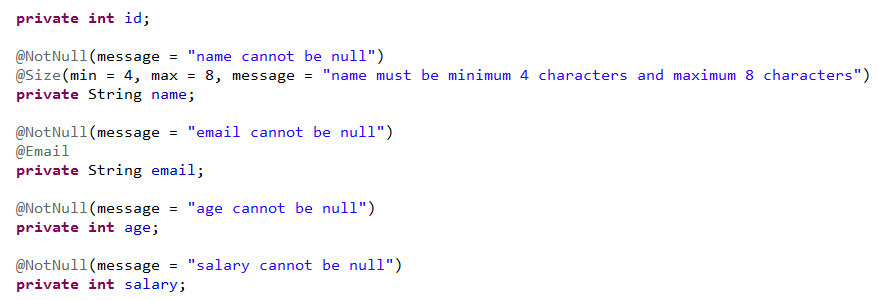 private int id;
@NotNull(message = "name cannot be null")
@Size(min = 4, max = 8, message = "name must be minimum 4 characters and maximum 8 characters")
private String name;
@NotNull(message = "email cannot be null")
@Email
private String email;
@NotNull(message = "age cannot be null")
private int age;
@NotNull(message = "salary cannot be null")
private int salary;